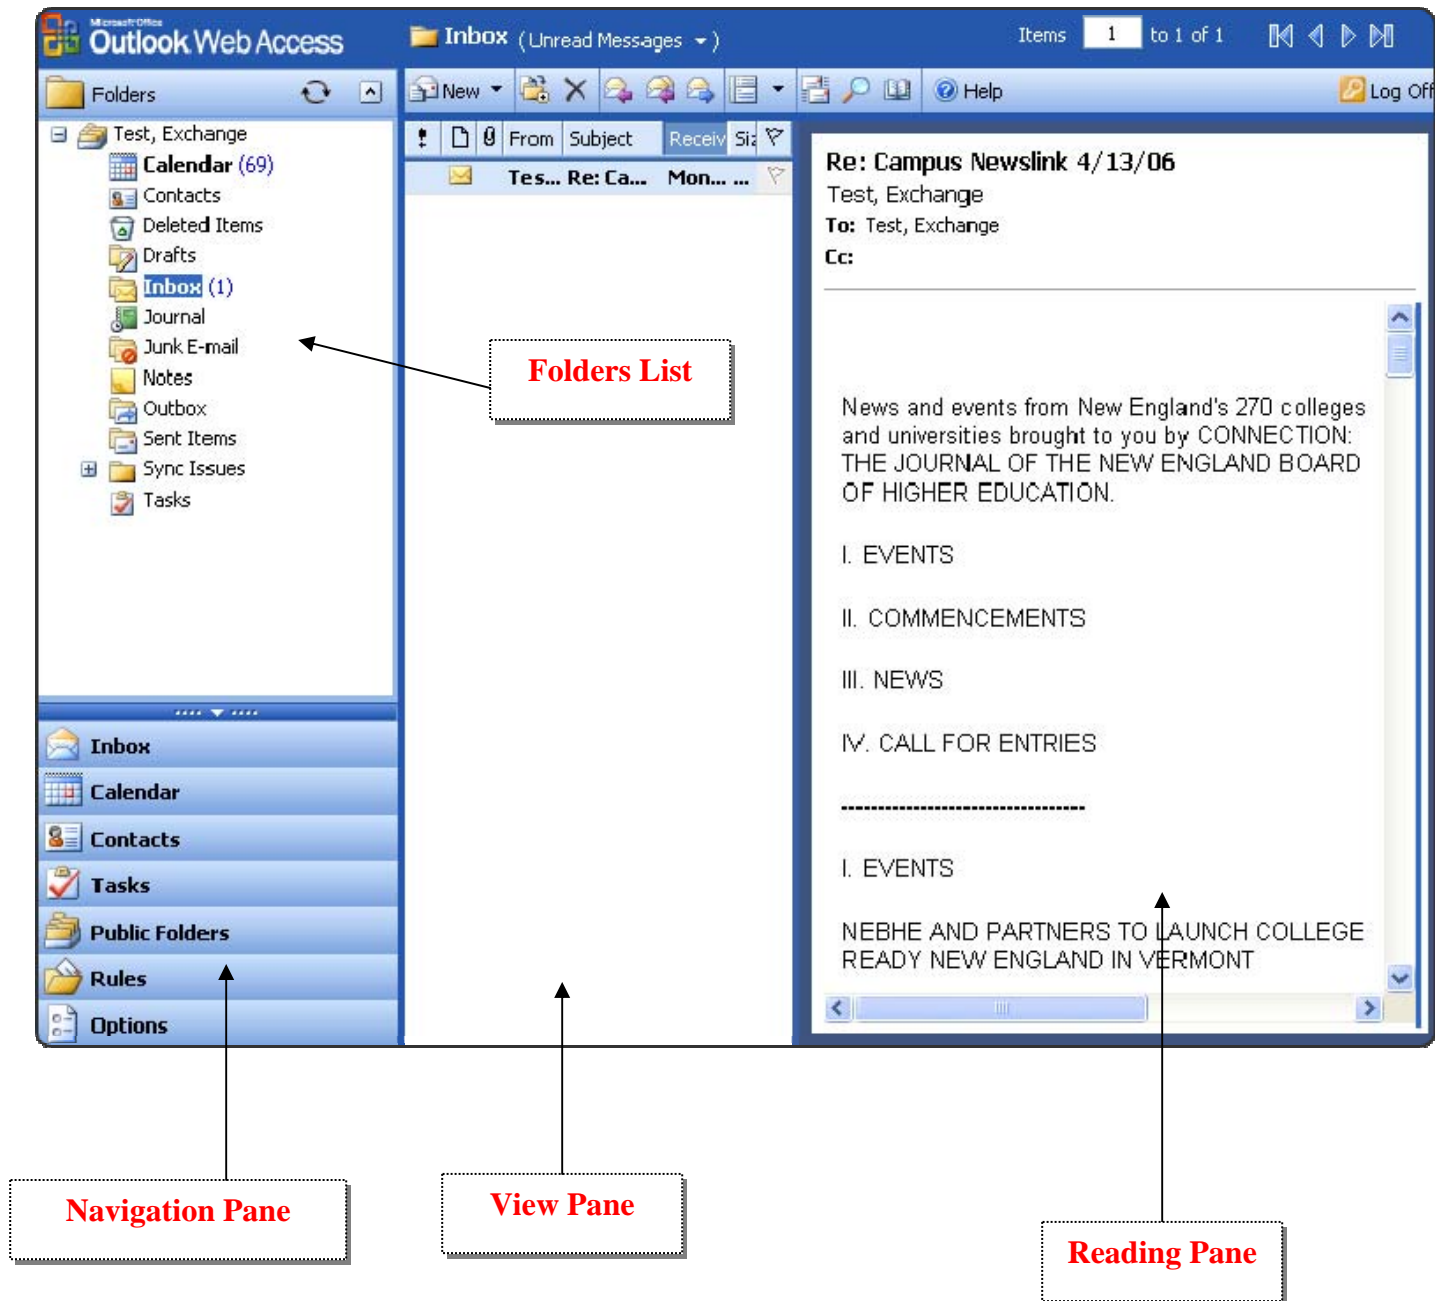 Microsoft Office
Outlook Web Access
Inbox (Unread Messages)
Items 1 to 1 of 1
Folders
New
Help
Log Off
Test, Exchange
Calendar (69)
Contacts
Deleted Items
Drafts
Inbox (1)
Journal
Junk E-mail
Notes
Outbox
Sent Items
Sync Issues
Tasks
Folders List
Inbox
Calendar
Contacts
Tasks
Public Folders
Rules
Options
From Subject Receiv Siz
Tes... Re: Ca... Mon... ...
Re: Campus Newslink 4/13/06
Test, Exchange
To: Test, Exchange
Cc:
News and events from New England's 270 colleges
and universities brought to you by CONNECTION:
THE JOURNAL OF THE NEW ENGLAND BOARD
OF HIGHER EDUCATION.
I. EVENTS
II. COMMENCEMENTS
III. NEWS
IV. CALL FOR ENTRIES
---------------------------------
I. EVENTS
NEBHE AND PARTNERS TO LAUNCH COLLEGE
READY NEW ENGLAND IN VERMONT
Navigation Pane
View Pane
Reading Pane